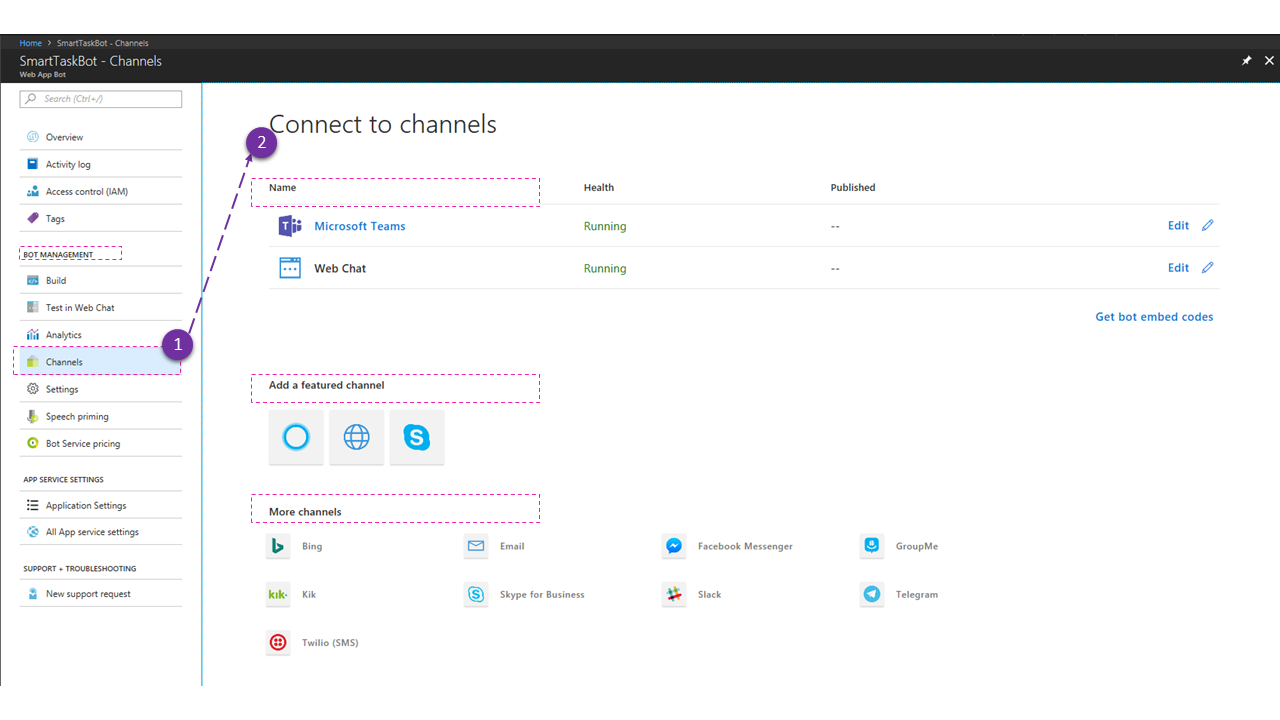 Home > SmartTaskBot - Channels
SmartTaskBot - Channels
Web App Bot
Search (Ctrl+/)
Overview
Activity log
Access control (IAM)
Tags
BOT MANAGEMENT
Build
Test in Web Chat
Analytics
1
Channels
Settings
Speech priming
Bot Service pricing
APP SERVICE SETTINGS
Application Settings
All App service settings
SUPPORT + TROUBLESHOOTING
New support request
Connect to channels
2
Name Health Published
T Microsoft Teams Running -- Edit
Web Chat Running -- Edit
Get bot embed codes
Add a featured channel
S
More channels
b Bing Email Facebook Messenger GroupMe
kik. Kik S Skype for Business Slack Telegram
Twilio (SMS)